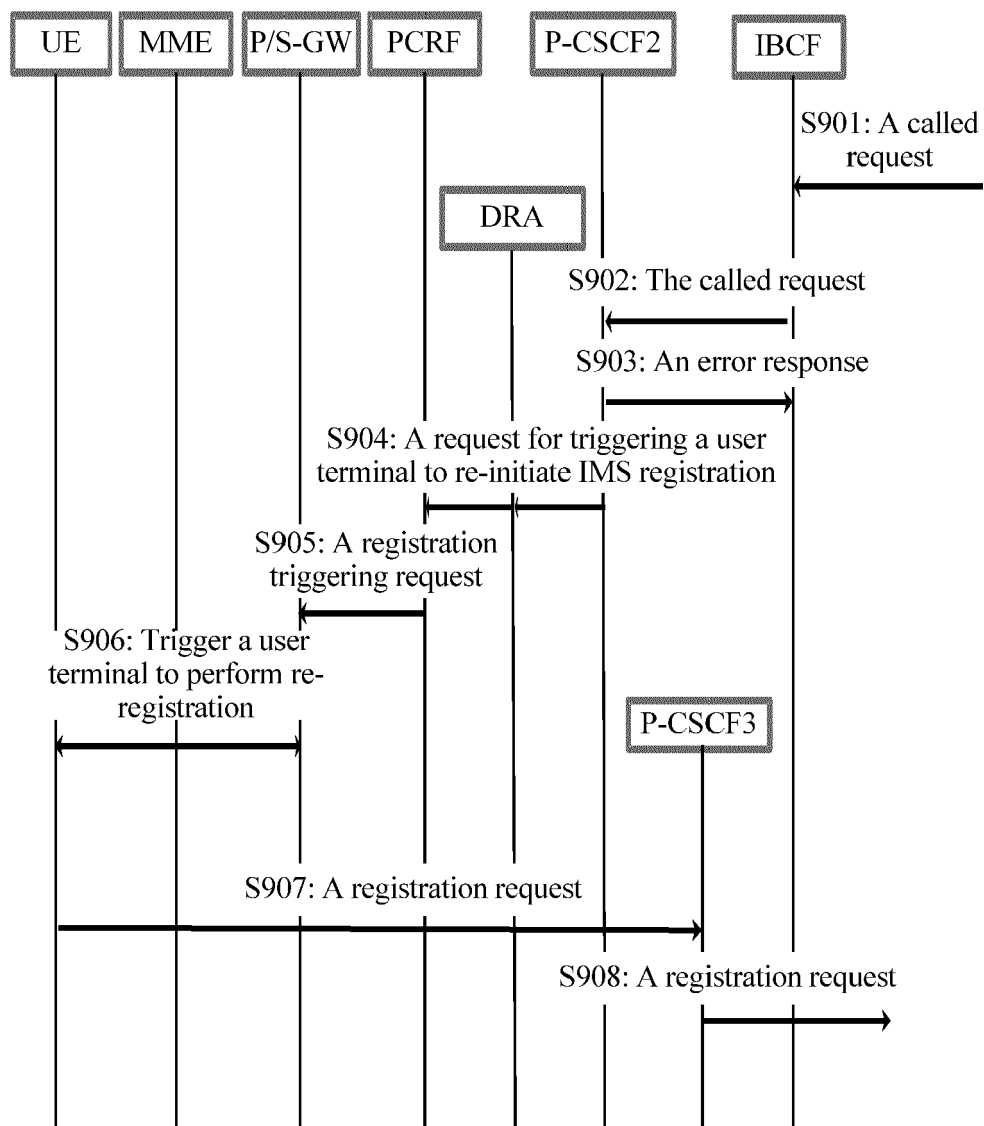 UE
MME
P/S-GW
PCRF
P-CSCF2
IBCF
S901: A called
request
DRA
S902: The called request
S903: An error response
S904: A request for triggering a user
terminal to re-initiate IMS registration
S905: A registration
triggering request
S906: Trigger a user
terminal to perform re-
registration
P-CSCF3
S907: A registration request
S908: A registration request